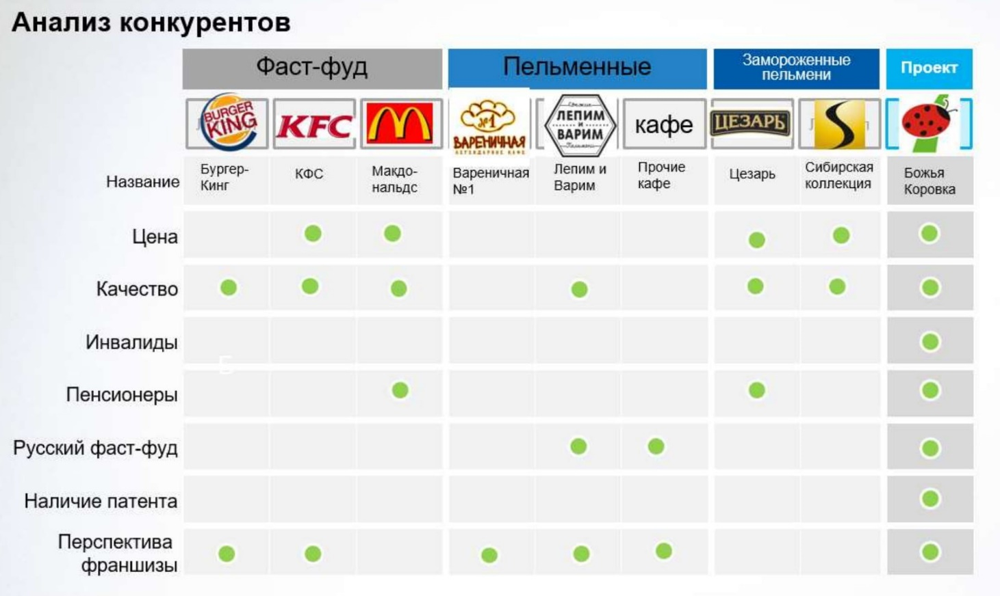 Анализ конкурентов
Фаст-фуд
Пельменные
Замороженные
пельмени
Проект
BURGER
KING
KFC
№1
ВАРЕНИЧНАЯ
ЛЕПИМ
И
ВАРИМ
кафе
ЦЕЗАРЬ
Название
Бургер-
Кинг
КФС
Макдо-
нальдс
Вареничная
№1
Лепим и
Варим
Прочие
кафе
Цезарь
Сибирская
коллекция
Божья
Коровка
Цена
Качество
Инвалиды
Пенсионеры
Русский фаст-фуд
Наличие патента
Перспектива
франшизы